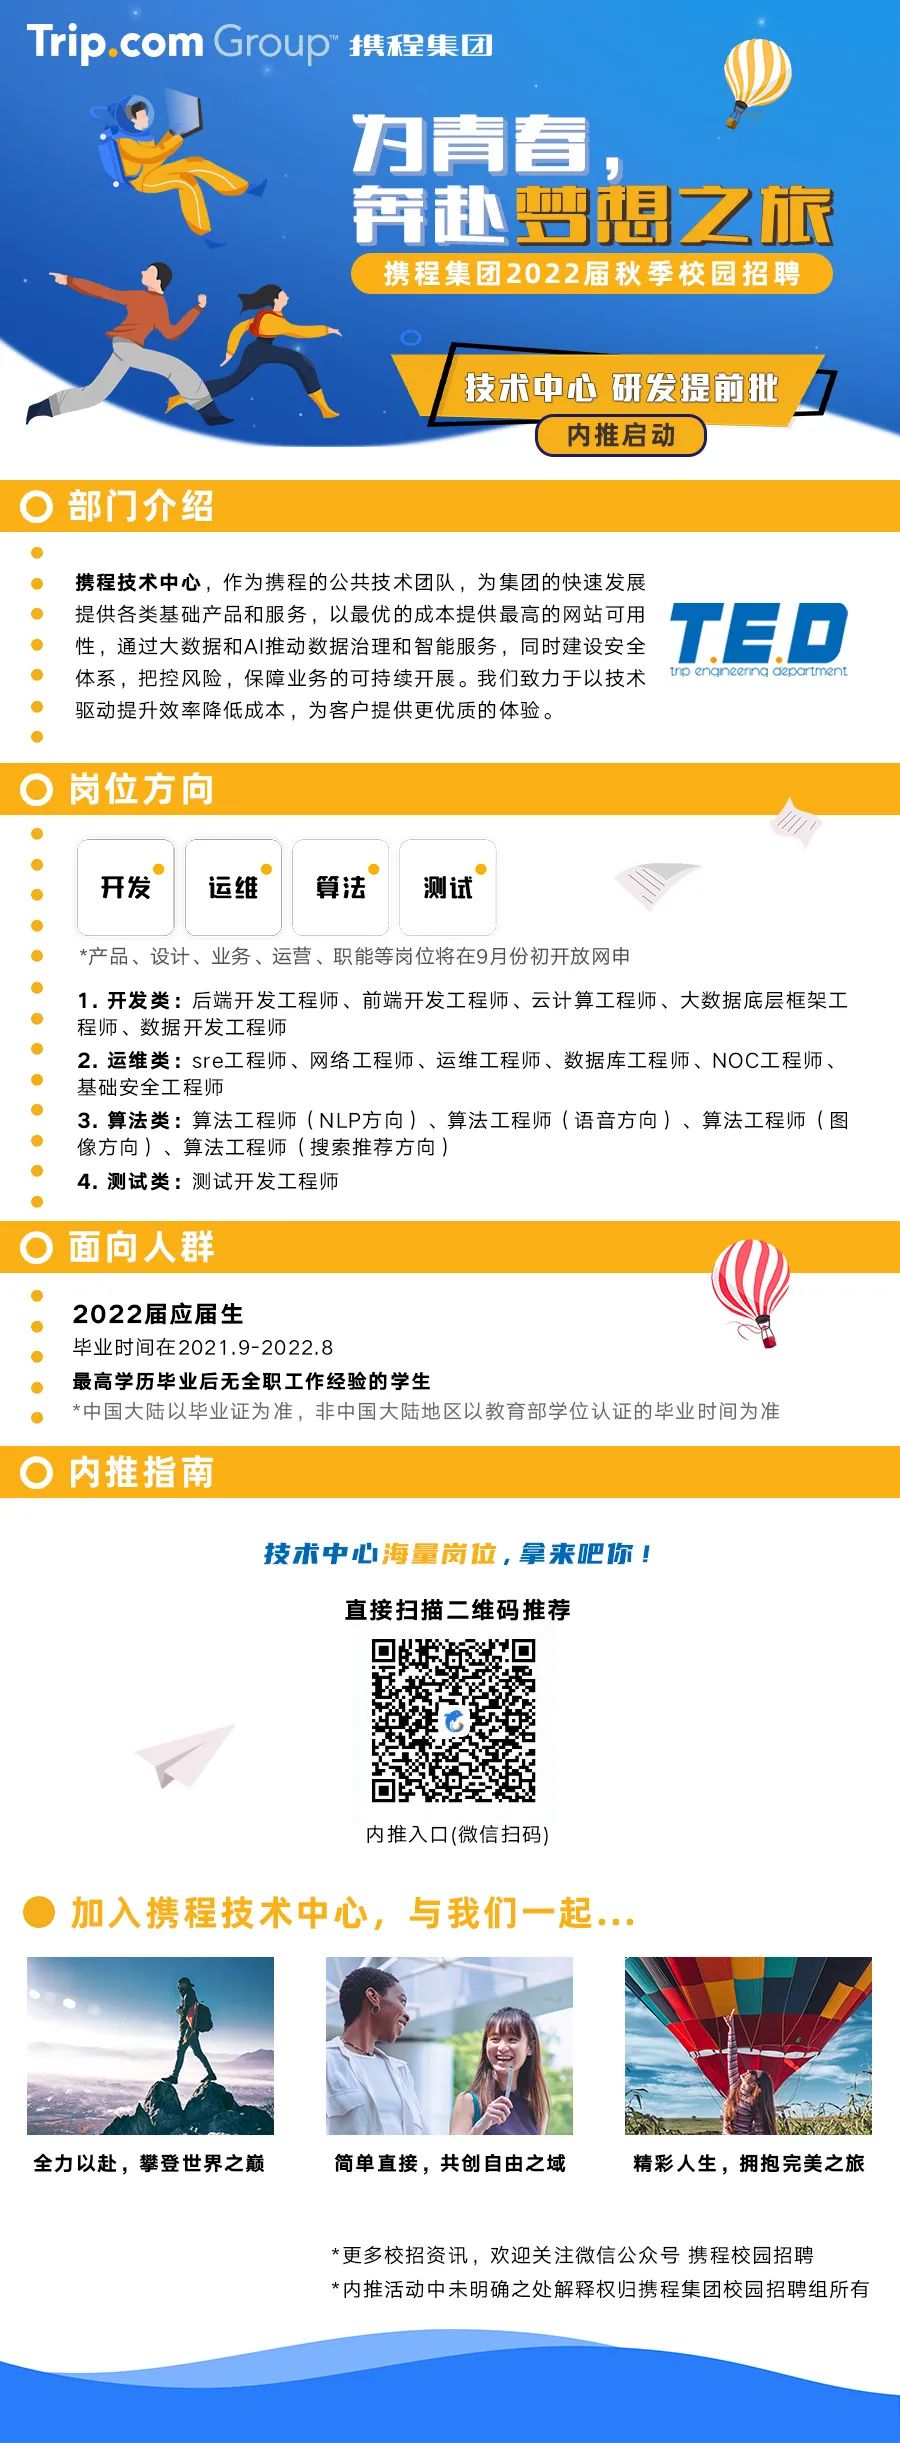 Trip.com Group™ 携程集团
为青春，
奔赴梦想之旅
携程集团2022届秋季校园招聘
技术中心 研发提前批
内推启动
部门介绍
携程技术中心，作为携程的公共技术团队，为集团的快速发展
提供各类基础产品和服务，以最优的成本提供最高的网站可用
性，通过大数据和AI推动数据治理和智能服务，同时建设安全
体系，把控风险，保障业务的可持续开展。我们致力于以技术
驱动提升效率降低成本，为客户提供更优质的体验。
T.E.D
trip engineering department
岗位方向
开发 运维 算法 测试
*产品、设计、业务、运营、职能等岗位将在9月份初开放网申
1. 开发类：后端开发工程师、前端开发工程师、云计算工程师、大数据底层框架工
程师、数据开发工程师
2. 运维类：sre工程师、网络工程师、运维工程师、数据库工程师、NOC工程师、
基础安全工程师
3. 算法类：算法工程师（NLP方向）、算法工程师（语音方向）、算法工程师（图
像方向）、算法工程师（搜索推荐方向）
4. 测试类：测试开发工程师
面向人群
2022届应届生
毕业时间在2021.9-2022.8
最高学历毕业后无全职工作经验的学生
*中国大陆以毕业证为准，非中国大陆地区以教育部学位认证的毕业时间为准
内推指南
技术中心海量岗位，拿来吧你！
直接扫描二维码推荐
内推入口(微信扫码)
加入携程技术中心，与我们一起...
全力以赴，攀登世界之巅
简单直接，共创自由之域
精彩人生，拥抱完美之旅
*更多校招资讯，欢迎关注微信公众号 携程校园招聘
*内推活动中未明确之处解释权归携程集团校园招聘组所有